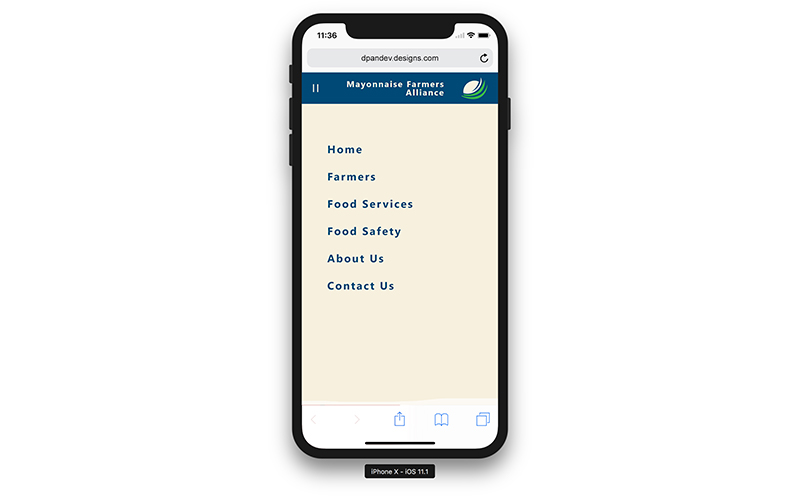 11:36
dpandev.designs.com
Mayonnaise Farmers
Alliance
Home
Farmers
Food Services
Food Safety
About Us
Contact Us
iPhone X – iOS 11.1